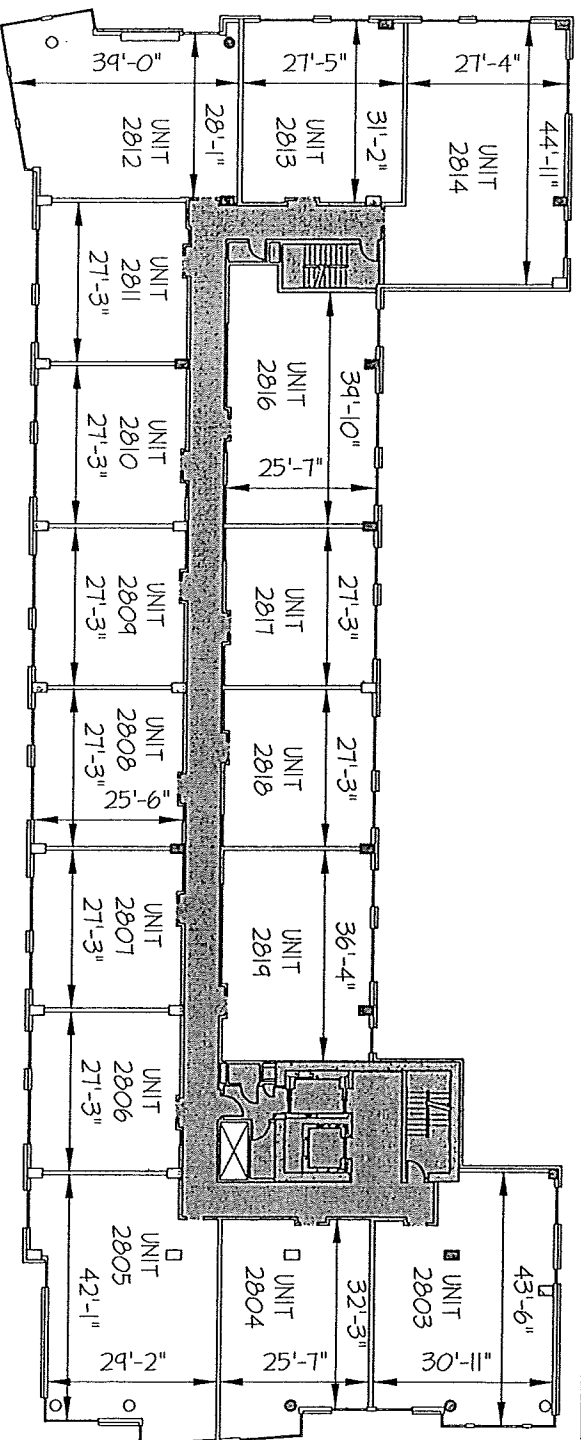 39'-0"
28'-1"
UNIT
2812
27'-5"
31'-2"
UNIT
2813
27'-4"
44'-11"
UNIT
2814
UNIT
2811
27'-3"
UNIT
2810
27'-3"
UNIT
2809
27'-3"
UNIT
2808
27'-3"
25'-6"
UNIT
2807
27'-3"
UNIT
2806
27'-3"
UNIT
2816
39'-10"
25'-7"
UNIT
2817
27'-3"
UNIT
2818
27'-3"
UNIT
2819
36'-4"
UNIT
2805
42'-1"
29'-2"
UNIT
2804
32'-3"
25'-7"
UNIT
2803
43'-6"
30'-11"